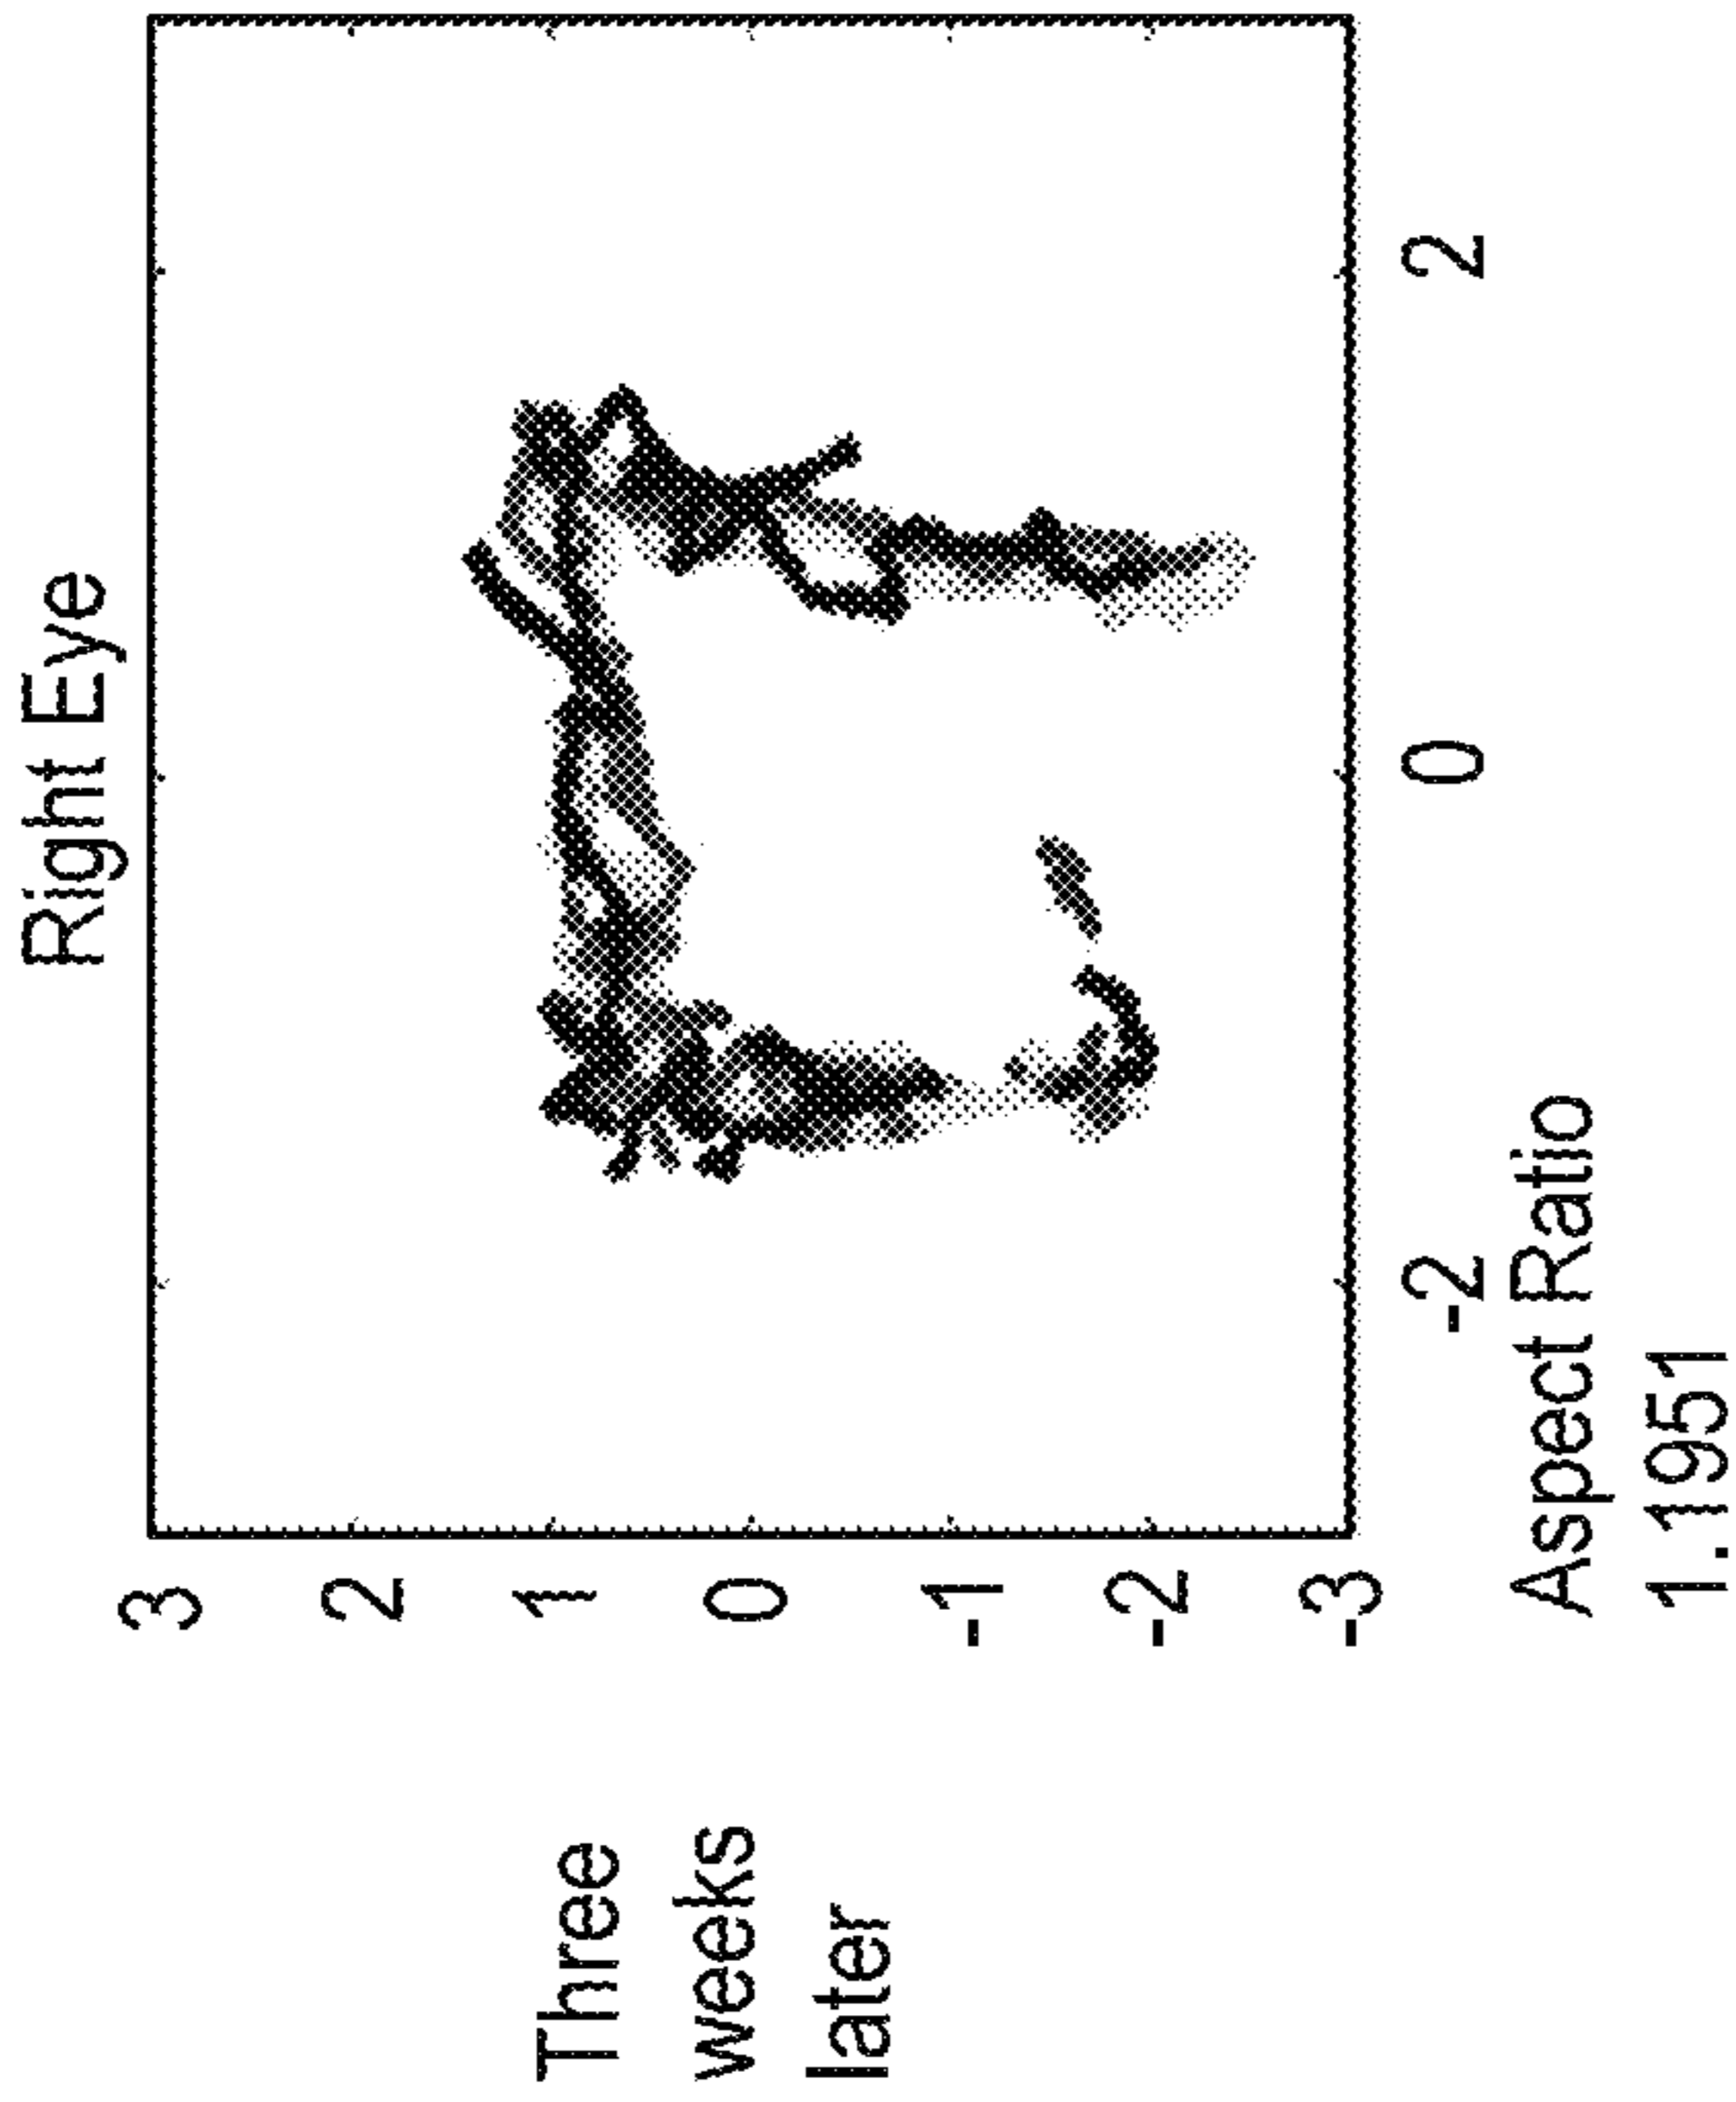 Right Eye
3
2
1
0
-1
-2
-3
Three
weeks
later
-2 0 2
Aspect Ratio
1.1951